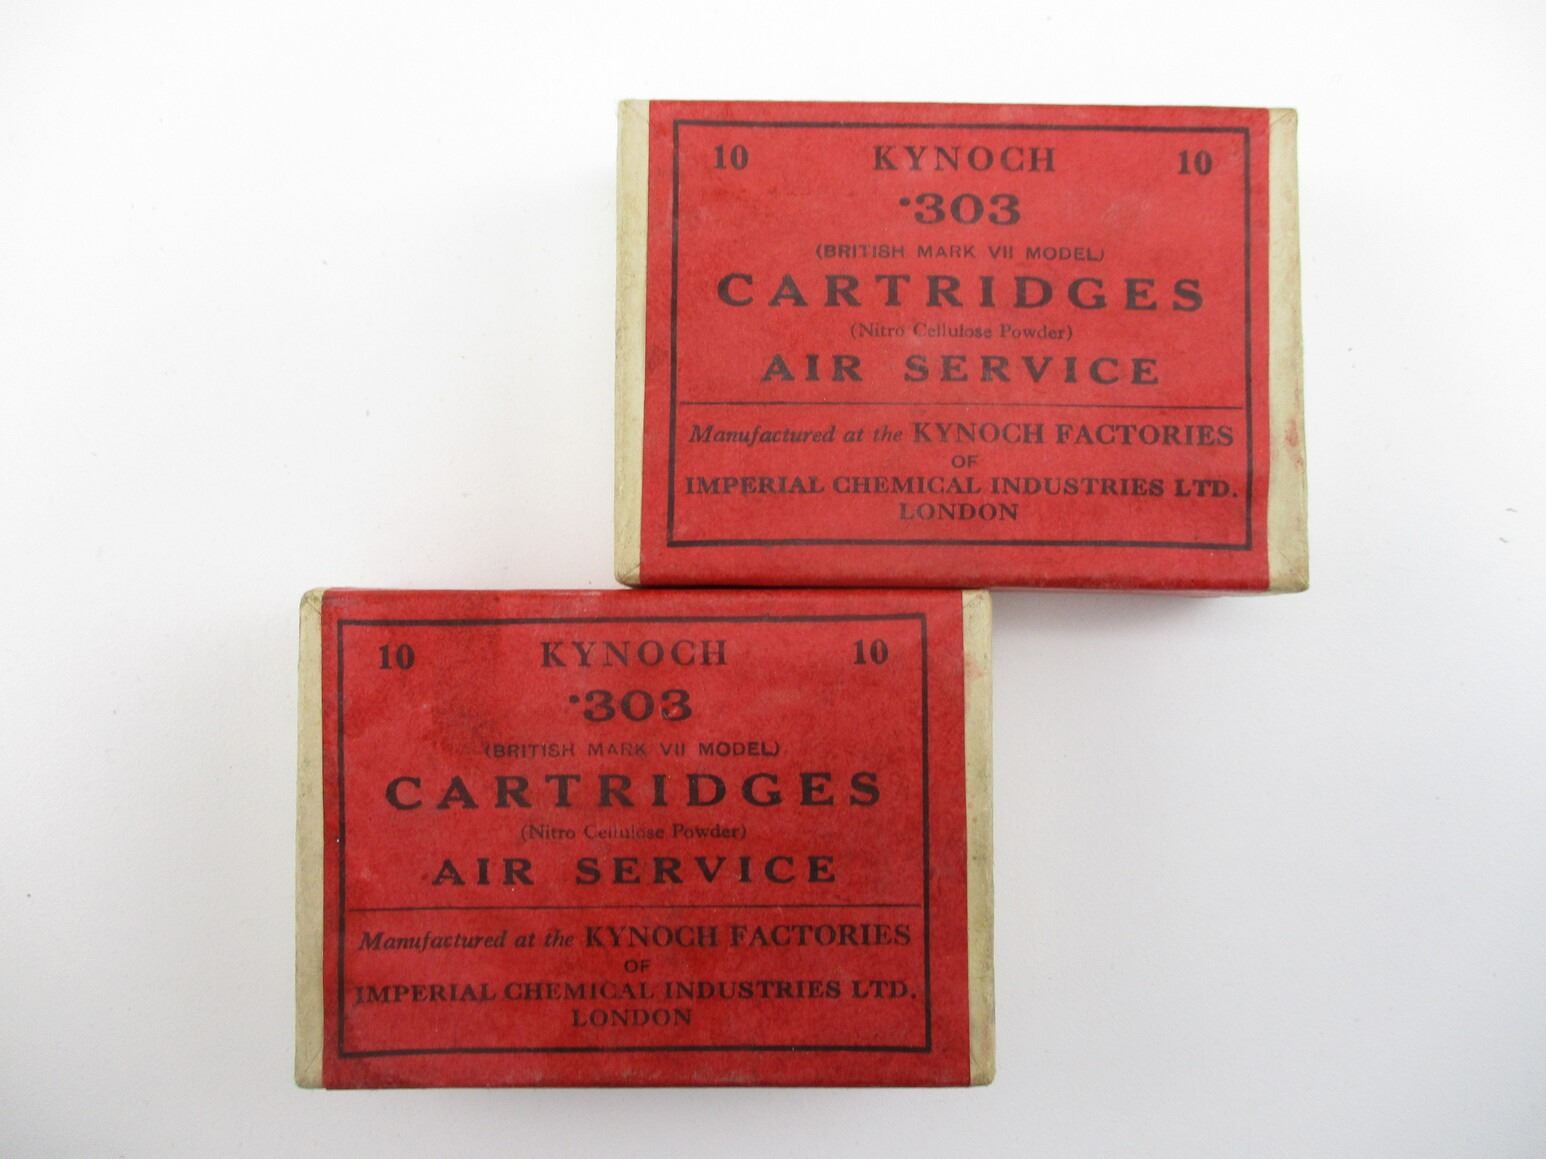 10 KYNOCH 10
·303
(BRITISH MARK VII MODEL)
CARTRIDGES
(Nitro Cellulose Powder)
AIR SERVICE
Manufactured at the KYNOCH FACTORIES
OF
IMPERIAL CHEMICAL INDUSTRIES LTD.
LONDON
10 KYNOCH 10
·303
(BRITISH MARK VII MODEL)
CARTRIDGES
(Nitro Cellulose Powder)
AIR SERVICE
Manufactured at the KYNOCH FACTORIES
OF
IMPERIAL CHEMICAL INDUSTRIES LTD.
LONDON